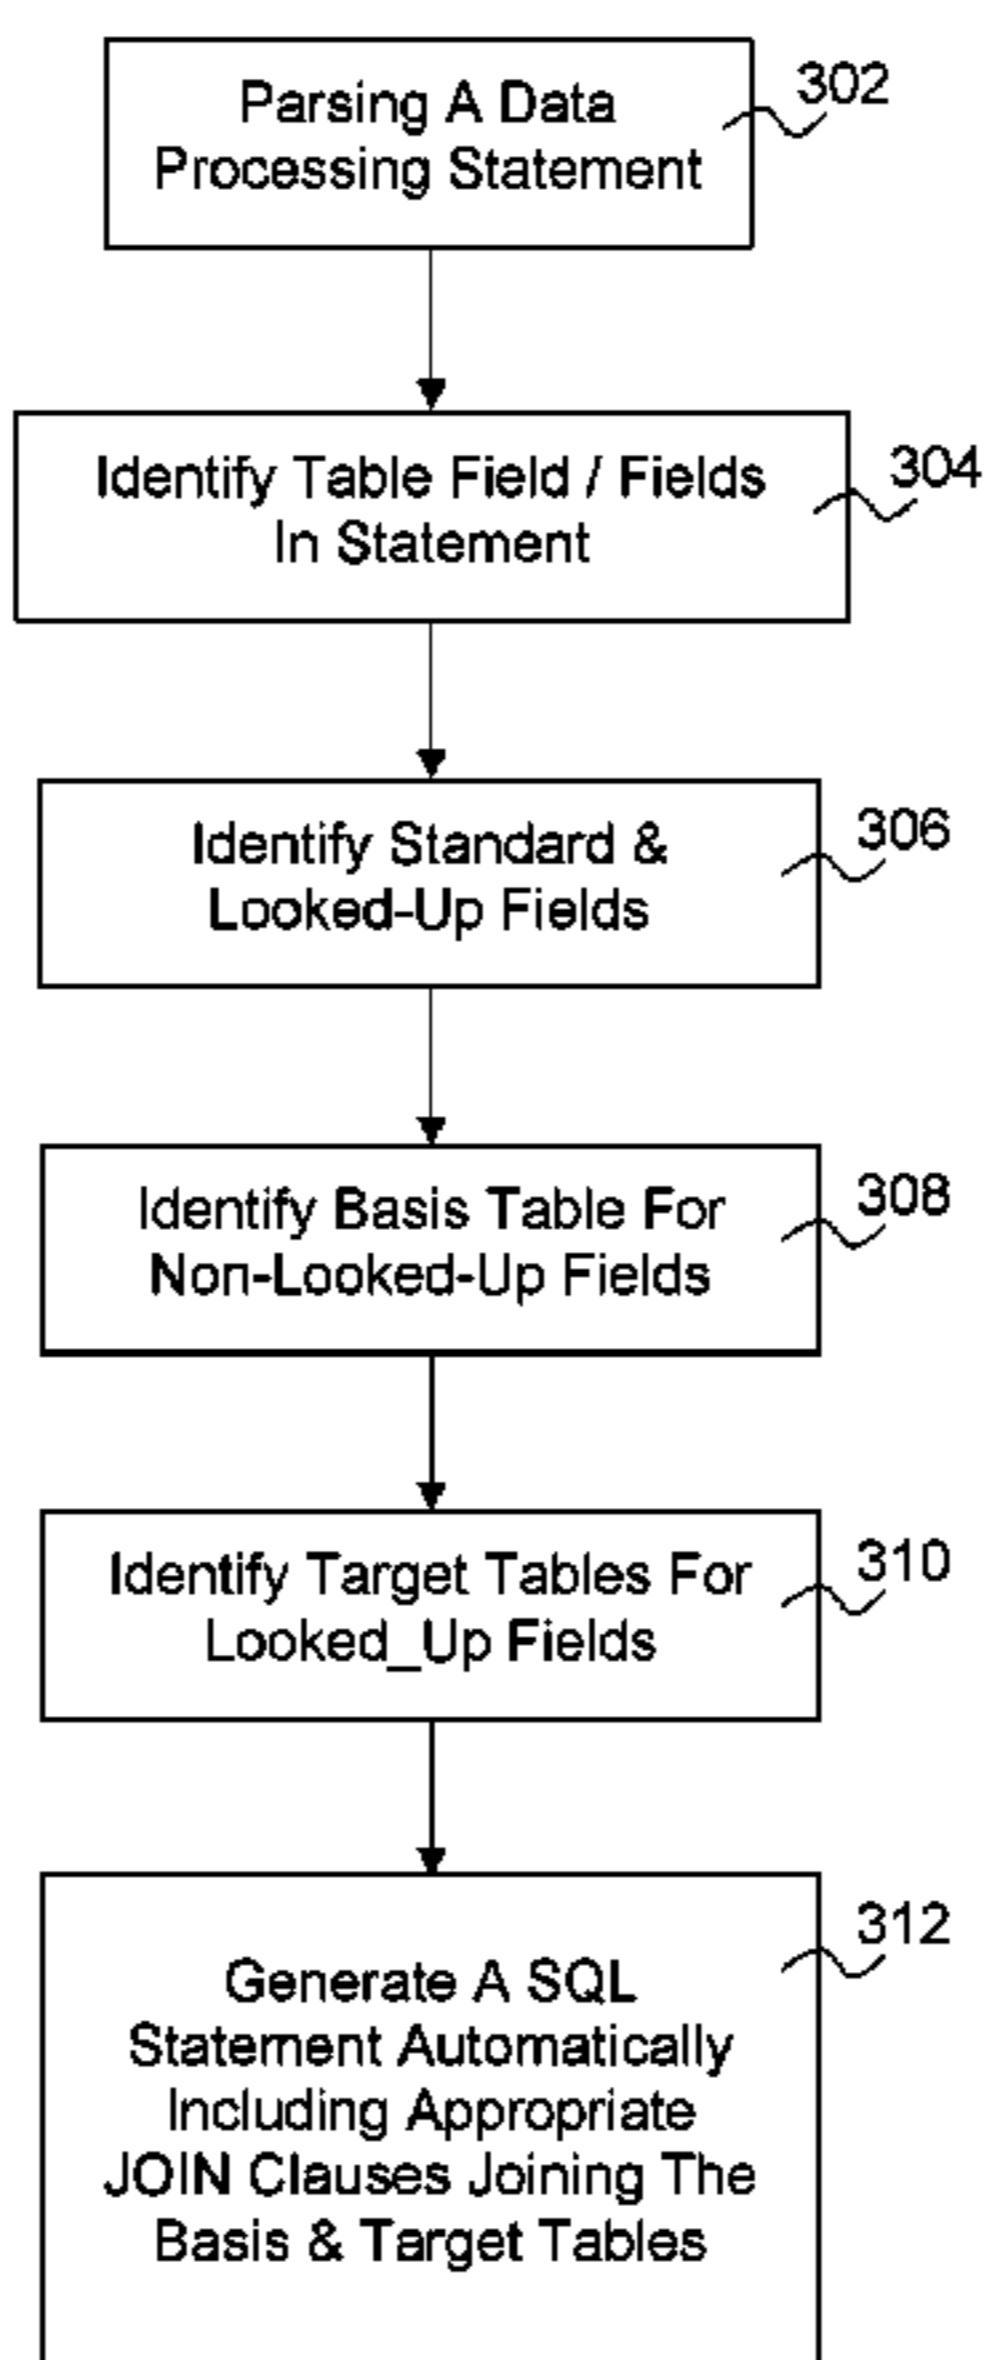 Parsing A Data
Processing Statement
302
Identify Table Field / Fields
In Statement
304
Identify Standard &
Looked-Up Fields
306
Identify Basis Table For
Non-Looked-Up Fields
308
Identify Target Tables For
Looked_Up Fields
310
Generate A SQL
Statement Automatically
Including Appropriate
JOIN Clauses Joining The
Basis & Target Tables
312